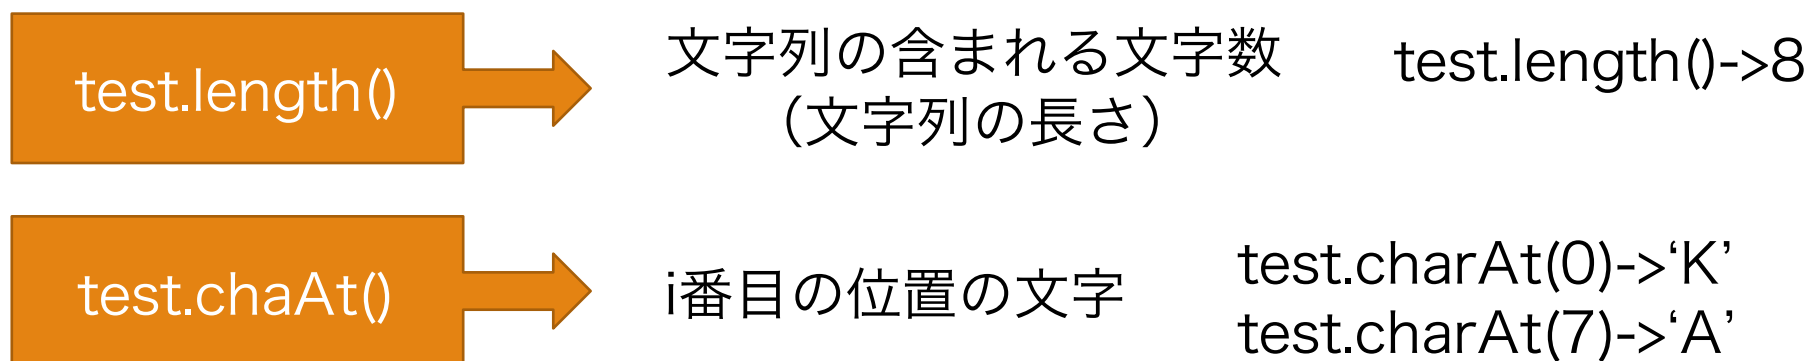 test.length()
文字列の含まれる文字数
（文字列の長さ）
test.length()->8
test.chaAt()
i番目の位置の文字
test.charAt(0)->‘K’
test.charAt(7)->‘A’